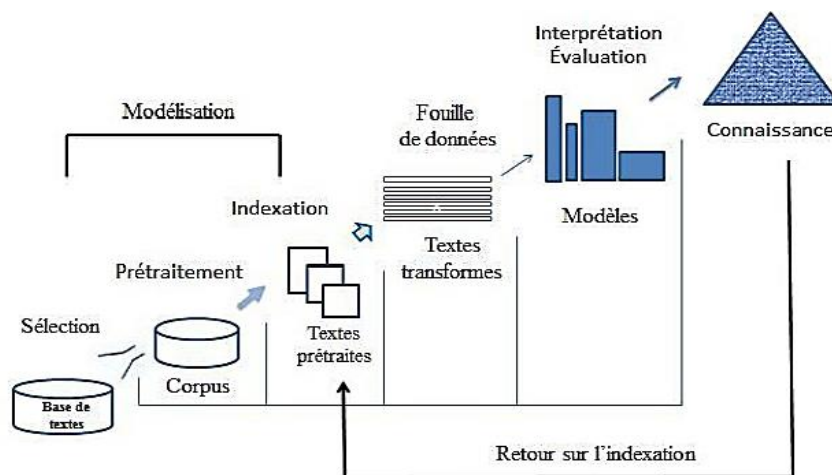 Interprétation
Évaluation
Modélisation
Fouille
de données
Connaissance
Indexation
Modèles
Textes
transformes
Prétraitement
Sélection
Textes
prétraites
Corpus
Base de
textes
Retour sur l'indexation